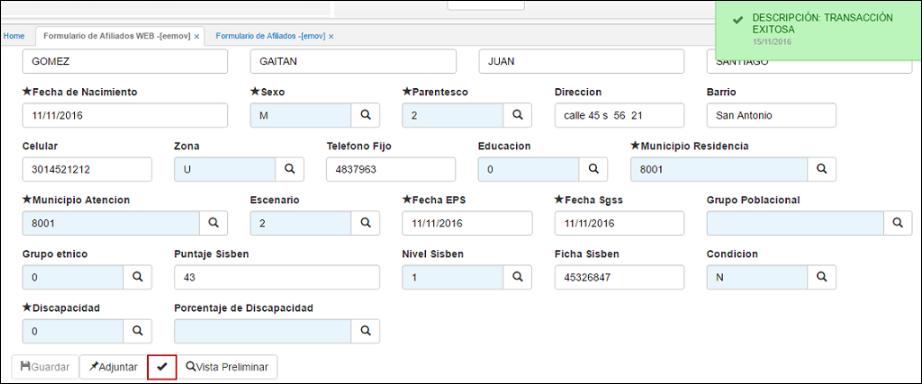 DESCRIPCIÓN: TRANSACCIÓN
EXITOSA
15/11/2016
Home Formulario de Afiliados WEB -[eemov] x Formulario de Afiliados -[emov] x
GOMEZ GAITAN JUAN SANTIAGO
★Fecha de Nacimiento ★Sexo ★Parentesco Direccion Barrio
11/11/2016 M 2 calle 45 s 56 21 San Antonio
Celular Zona Telefono Fijo Educacion ★Municipio Residencia
3014521212 U 4837963 0 8001
★Municipio Atencion Escenario ★Fecha EPS ★Fecha Sgss Grupo Poblacional
8001 2 11/11/2016 11/11/2016
Grupo etnico Puntaje Sisben Nivel Sisben Ficha Sisben Condicion
0 43 1 45326847 N
★Discapacidad Porcentaje de Discapacidad
0
Guardar Adjuntar Vista Preliminar